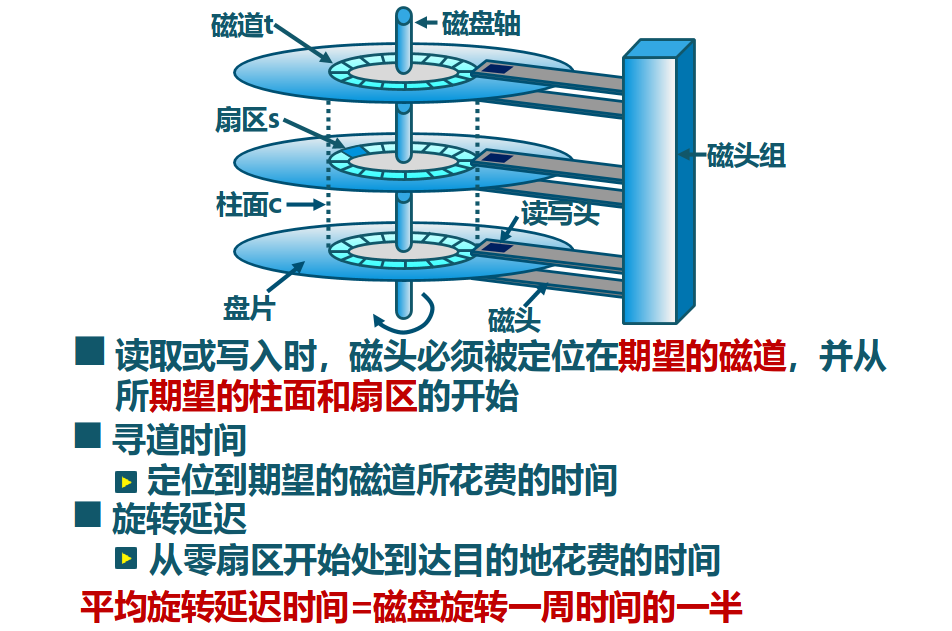 磁道t
磁盘轴
扇区s
磁头组
柱面c
读写头
盘片
磁头
读取或写入时，磁头必须被定位在期望的磁道，并从
所期望的柱面和扇区的开始
寻道时间
定位到期望的磁道所花费的时间
旋转延迟
从零扇区开始处到达目的地花费的时间
平均旋转延迟时间=磁盘旋转一周时间的一半